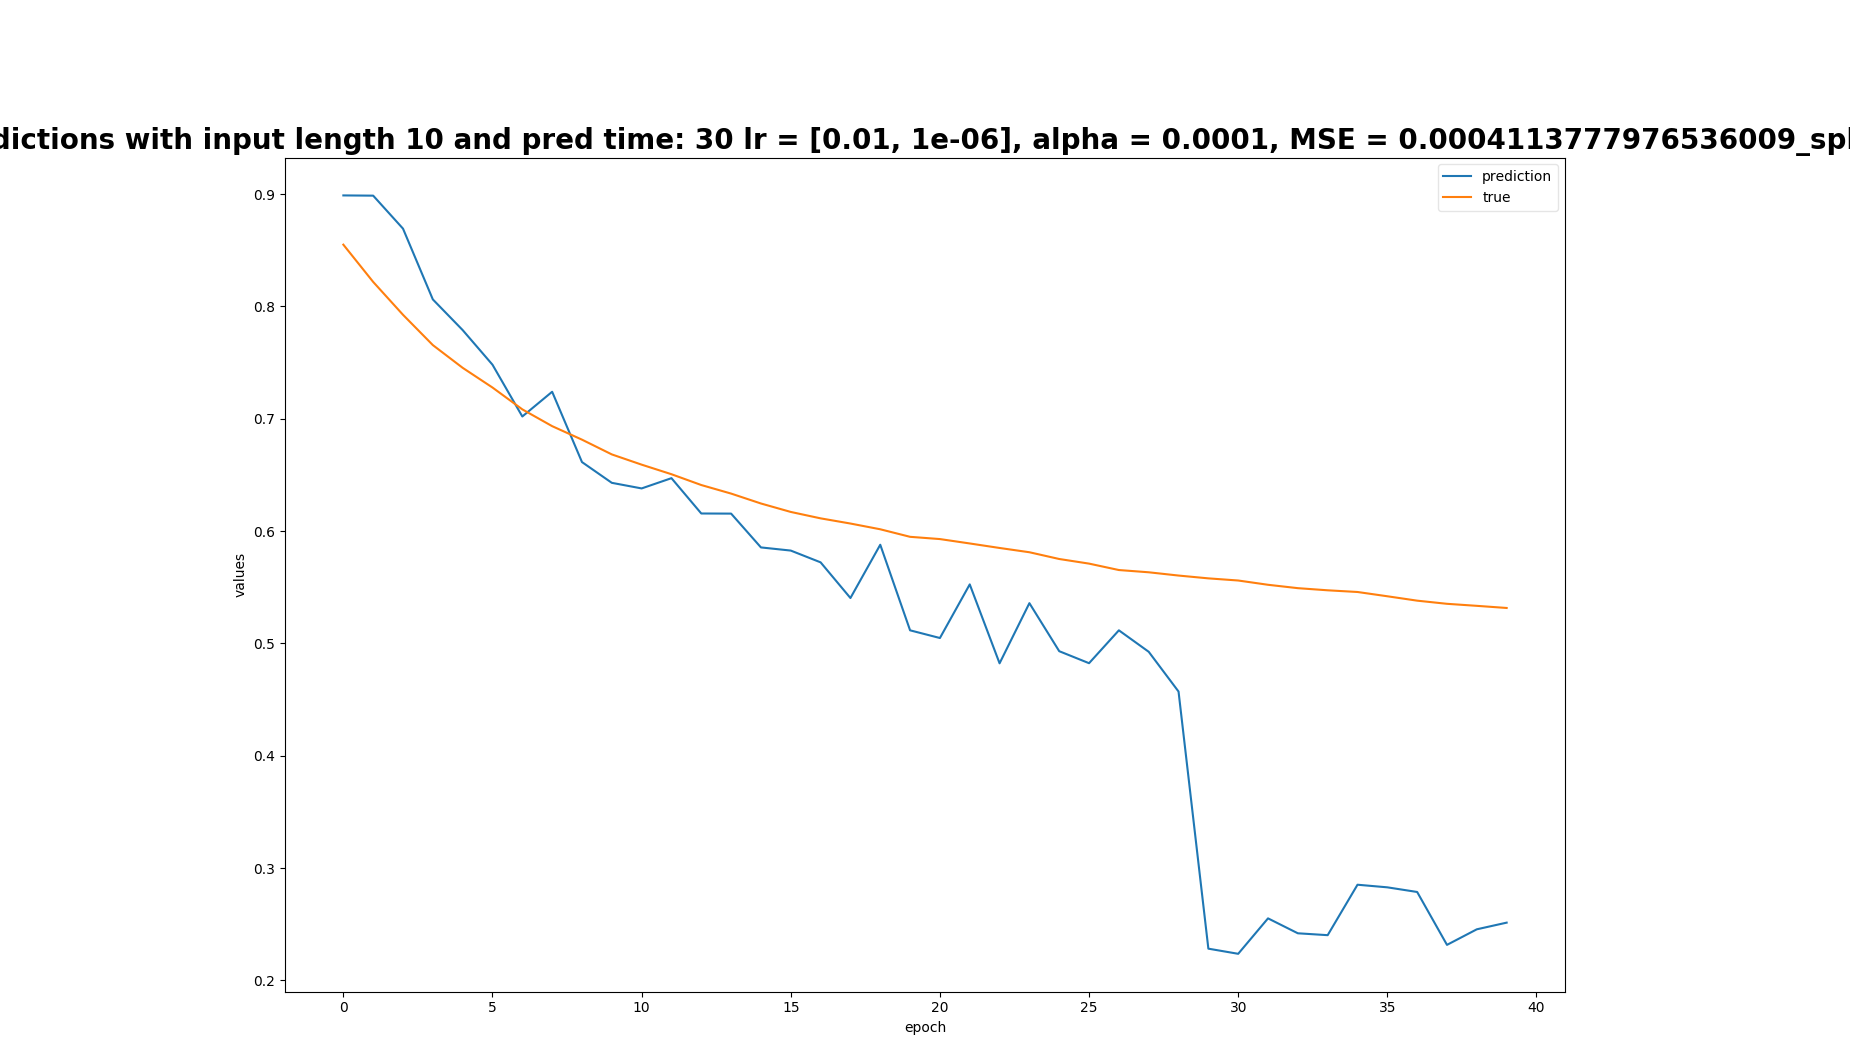 dictions with input length 10 and pred time: 30 lr = [0.01, 1e-06], alpha = 0.0001, MSE = 0.0004113777976536009_spl
prediction
true
0.9
0.8
0.7
0.6
0.5
0.4
0.3
0.2
values
0 5 10 15 20 25 30 35 40
epoch